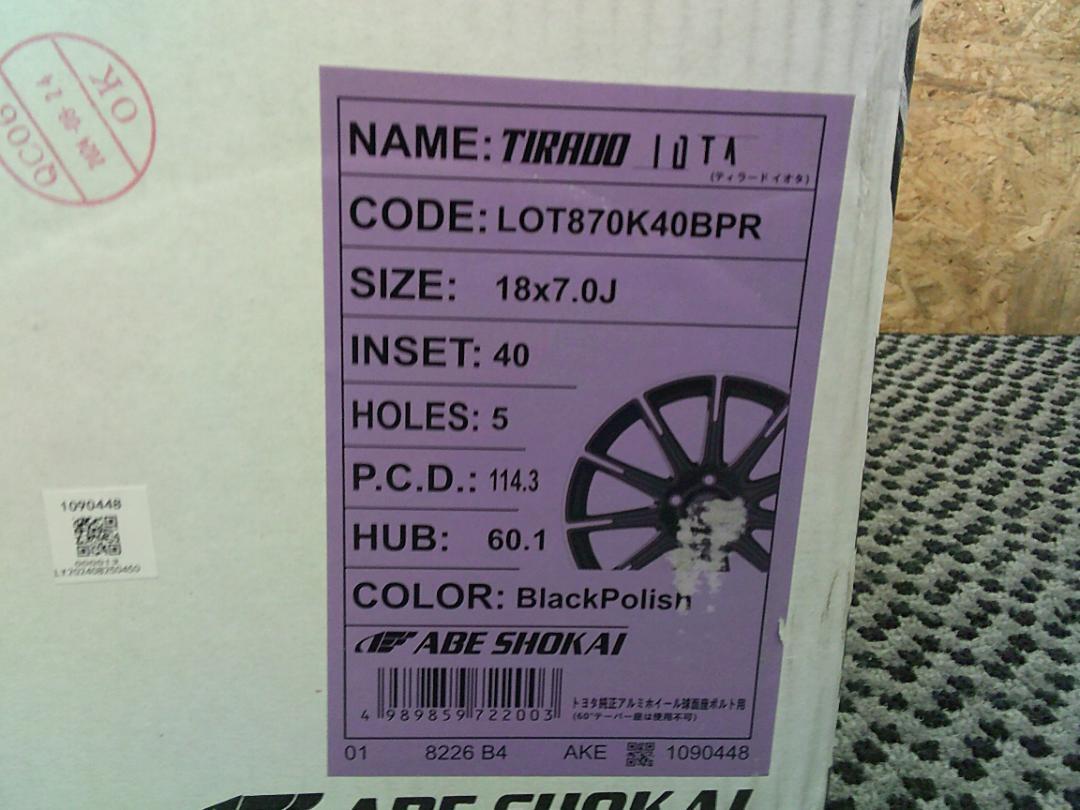 OK
QC06
NAME: TIRADO IOTA
(ティラードイオタ)
CODE: LOT870K40BPR
SIZE: 18x7.0J
INSET: 40
HOLES: 5
P.C.D.: 114.3
HUB: 60.1
COLOR: BlackPolish
ABE SHOKAI
4 989859 722003
トヨタ純正アルミホイール球面座ボルト用
(60°テーパー座は使用不可)
01 8226 B4 AKE 1090448
1090448
ABE SHOKAI